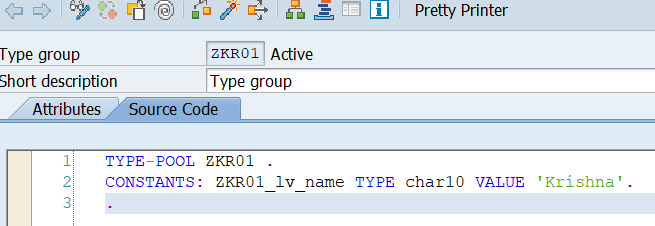 Pretty Printer
Type group ZKR01 Active
Short description Type group
Attributes Source Code
1 TYPE-POOL ZKR01 .
2 CONSTANTS: ZKR01_lv_name TYPE char10 VALUE 'Krishna'.
3 .